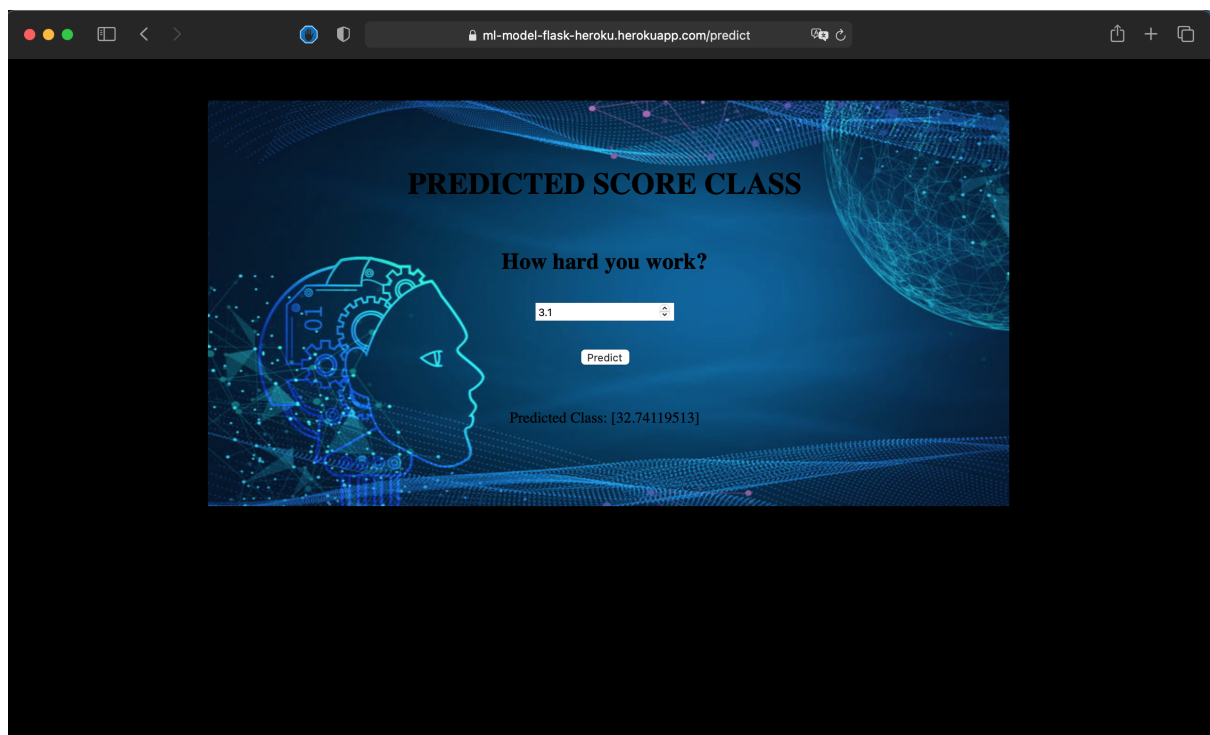 ml-model-flask-heroku.herokuapp.com/predict
PREDICTED SCORE CLASS
How hard you work?
3.1
Predict
Predicted Class: [32.74119513]
01